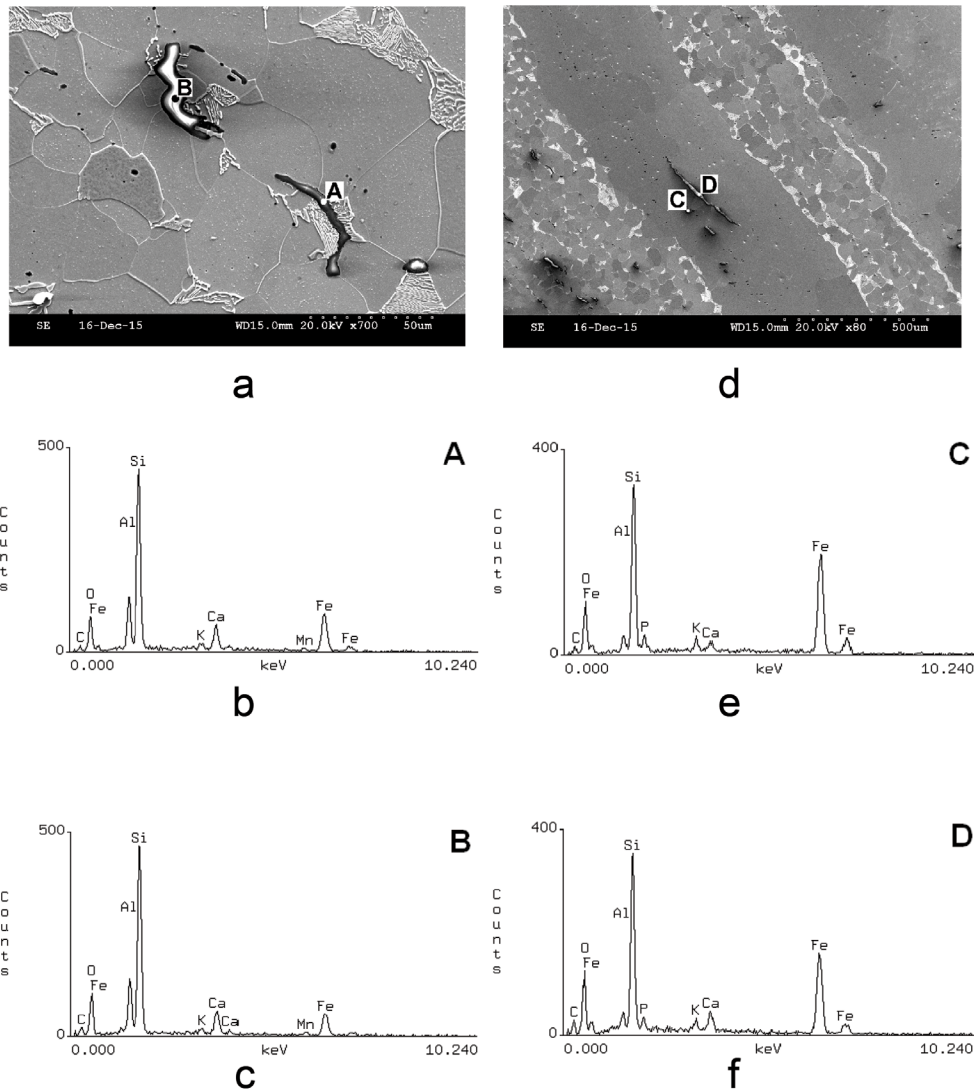 B
A
SE 16-Dec-15 WD15.0mm 20.0kV x700 50um
a
D
C
SE 16-Dec-15 WD15.0mm 20.0kV x80 500um
d
500
A
Si
Al
O
Fe
C
K
Ca
Mn
Fe
Fe
Counts
0
0.000 keV 10.240
b
400
C
Si
Al
O
Fe
C
P
K
Ca
Fe
Fe
Counts
0
0.000 keV 10.240
e
500
B
Si
Al
O
Fe
C
K
Ca
Ca
Mn
Fe
Counts
0
0.000 keV 10.240
c
400
D
Si
Al
O
Fe
C
P
K
Ca
Fe
Fe
Counts
0
0.000 keV 10.240
f